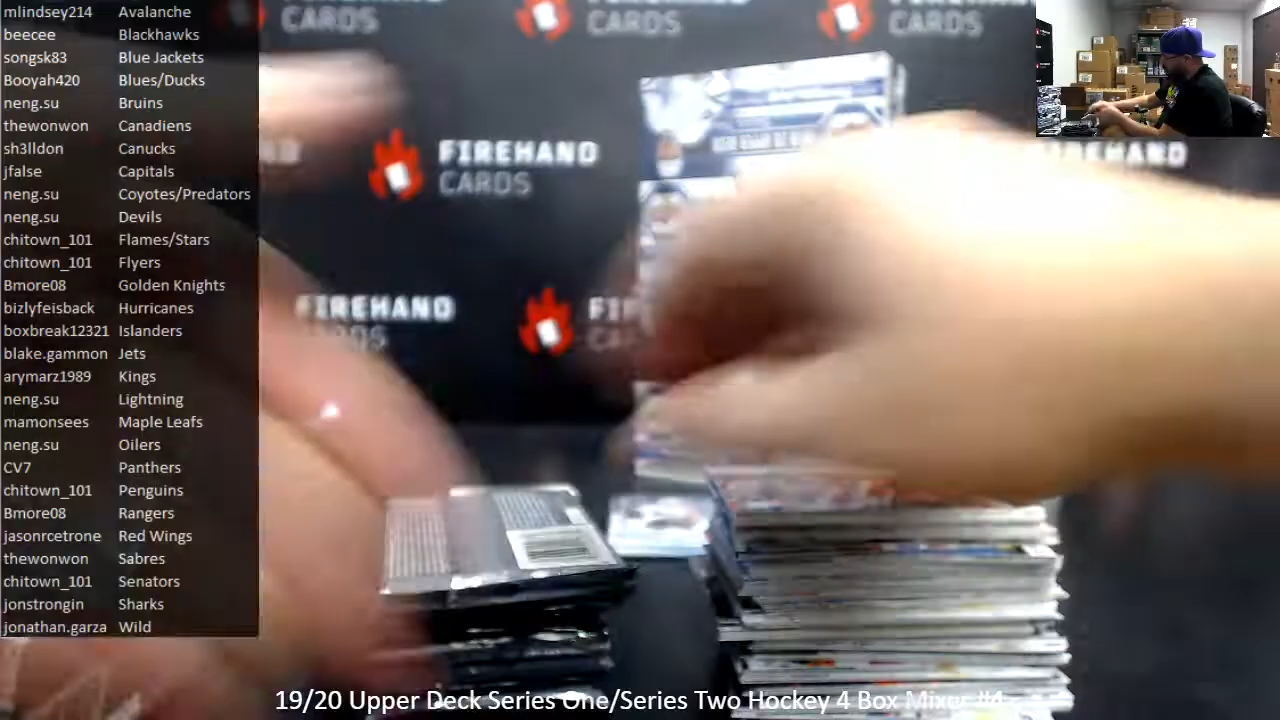 mlindsey214 Avalanche
beecee Blackhawks
songsk83 Blue Jackets
Booyah420 Blues/Ducks
neng.su Bruins
thewonwon Canadiens
sh3lldon Canucks
jfalse Capitals
neng.su Coyotes/Predators
neng.su Devils
chitown_101 Flames/Stars
chitown_101 Flyers
Bmore08 Golden Knights
bizlyfeisback Hurricanes
boxbreak12321 Islanders
blake.gammon Jets
arymarz1989 Kings
neng.su Lightning
mamonsees Maple Leafs
neng.su Oilers
CV7 Panthers
chitown_101 Penguins
Bmore08 Rangers
jasonrcetrone Red Wings
thewonwon Sabres
chitown_101 Senators
jonstrongin Sharks
jonathan.garza Wild
CARDS
CARDS
CARDS
FIREHAND
CARDS
FIREHAND
FIREHAND
CARDS
19/20 Upper Deck Series One/Series Two Hockey 4 Box Mixer #4